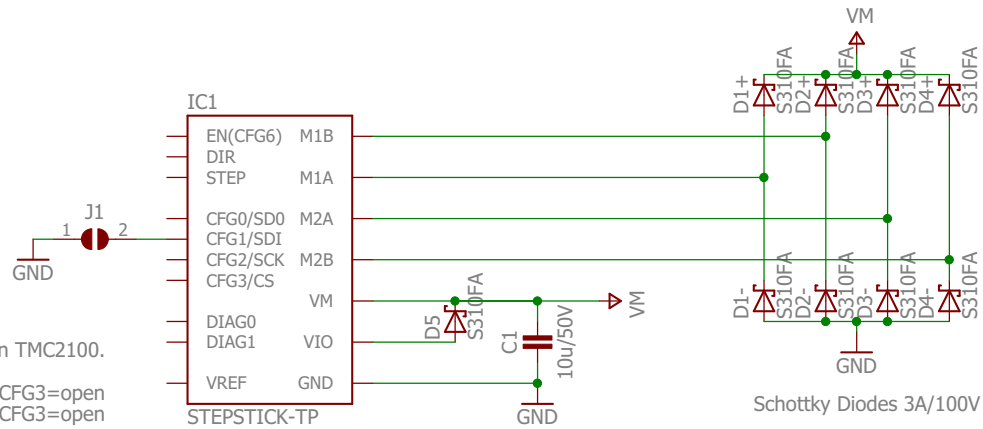 VM
D1+
S310FA
D2+
S310FA
D3+
S310FA
D4+
S310FA
IC1
EN(CFG6) M1B
DIR
STEP M1A
CFG0/SD0 M2A
CFG1/SDI
CFG2/SCK M2B
CFG3/CS
VM
DIAG0
DIAG1 VIO
VREF GND
STEPSTICK-TP
J1
1 2
GND
D5
S310FA
C1
10u/50V
VM
GND
D1-
S310FA
D2-
S310FA
D3-
S310FA
D4-
S310FA
GND
Schottky Diodes 3A/100V
n TMC2100.
CFG3=open
CFG3=open